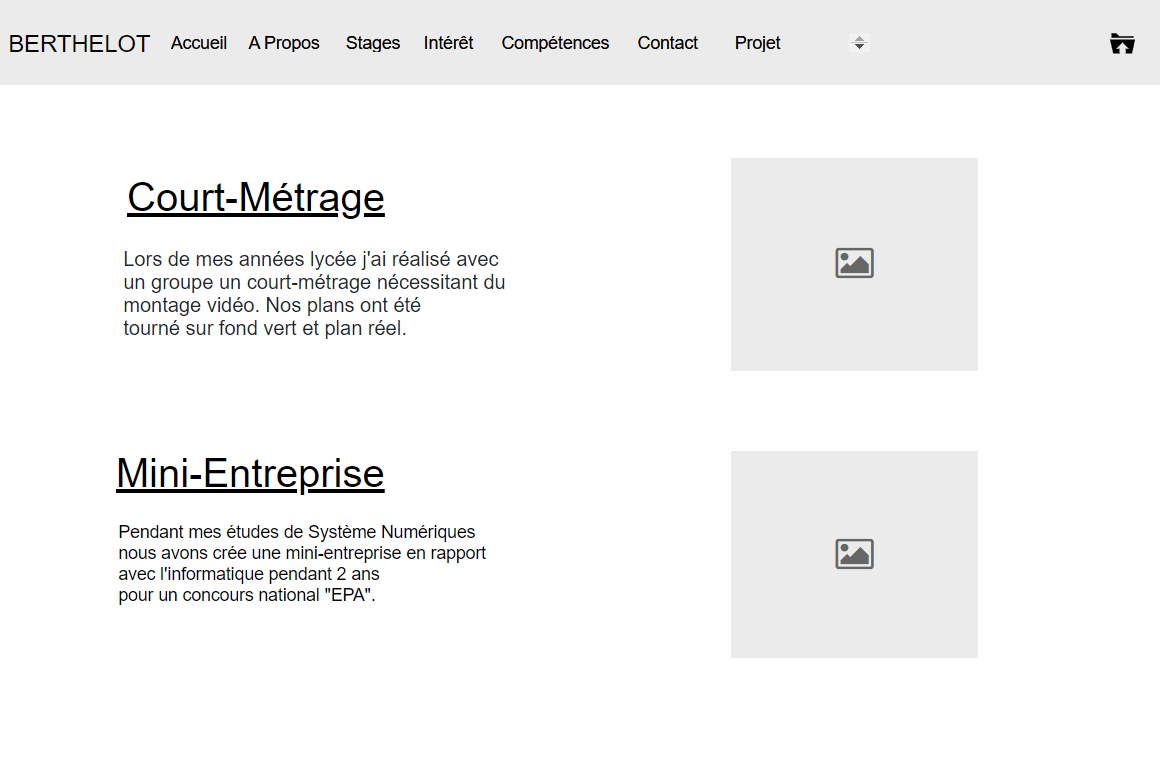 BERTHELOT Accueil A Propos Stages Intérêt Compétences Contact Projet
Court-Métrage
Lors de mes années lycée j'ai réalisé avec
un groupe un court-métrage nécessitant du
montage vidéo. Nos plans ont été
tourné sur fond vert et plan réel.
Mini-Entreprise
Pendant mes études de Système Numériques
nous avons crée une mini-entreprise en rapport
avec l'informatique pendant 2 ans
pour un concours national "EPA".